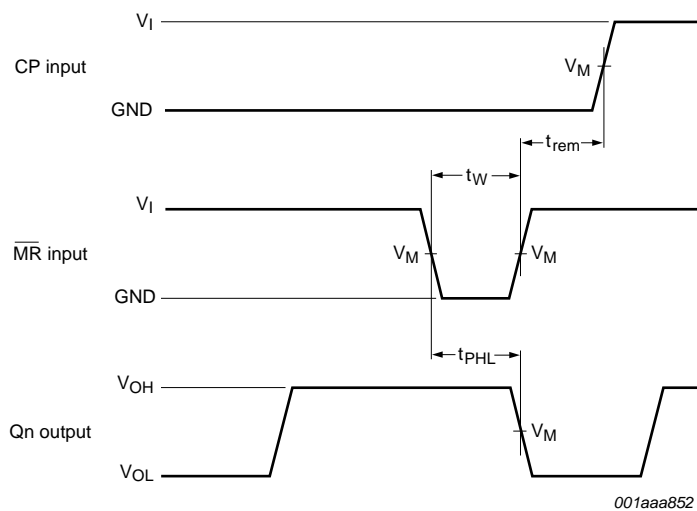 V_I
CP input
V_M
GND
t_rem
t_W
V_I
M̅R̅ input
V_M
V_M
GND
t_PHL
V_OH
Qn output
V_M
V_OL
001aaa852